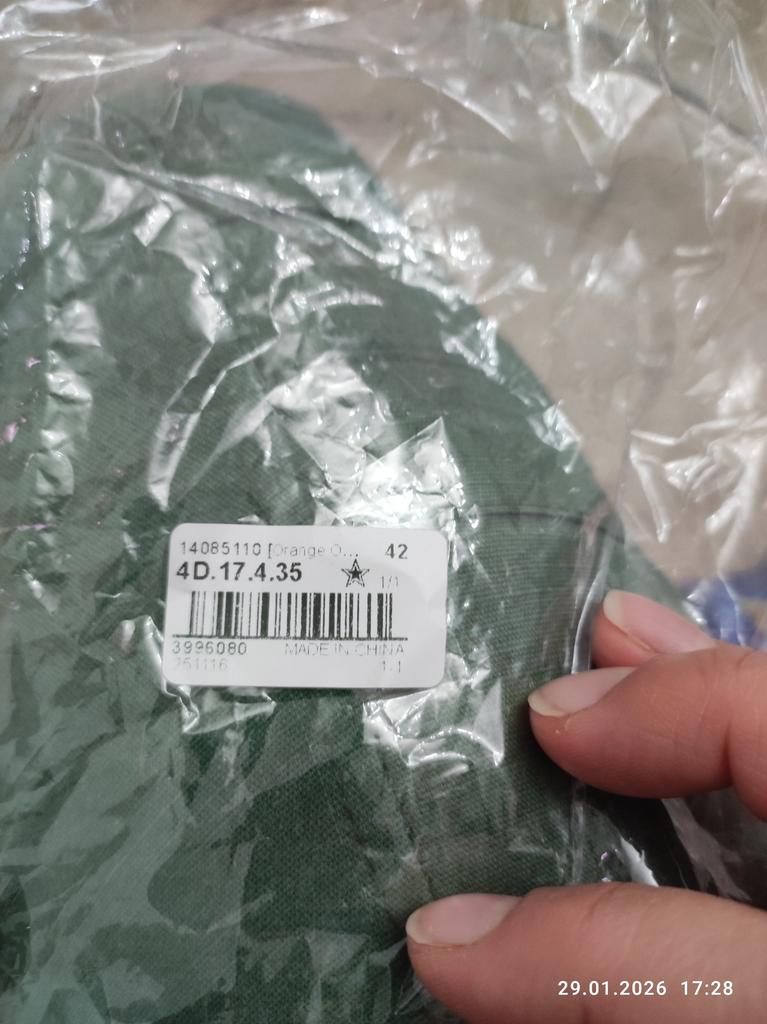 14085110 [Orange O... 42
4D.17.4.35 1/1
3996080 MADE IN CHINA
251116 1-1
29.01.2026 17:28